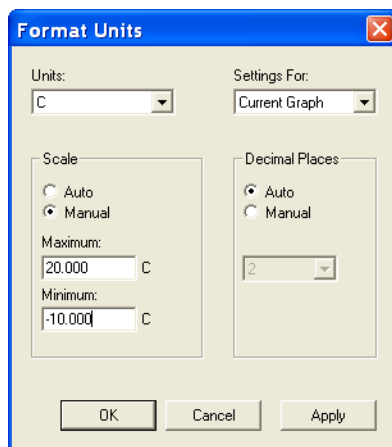 Format Units
Units: Settings For:
C Current Graph
Scale Decimal Places
Auto Auto
Manual Manual
Maximum:
20.000 C 2
Minimum:
-10.000 C
OK Cancel Apply